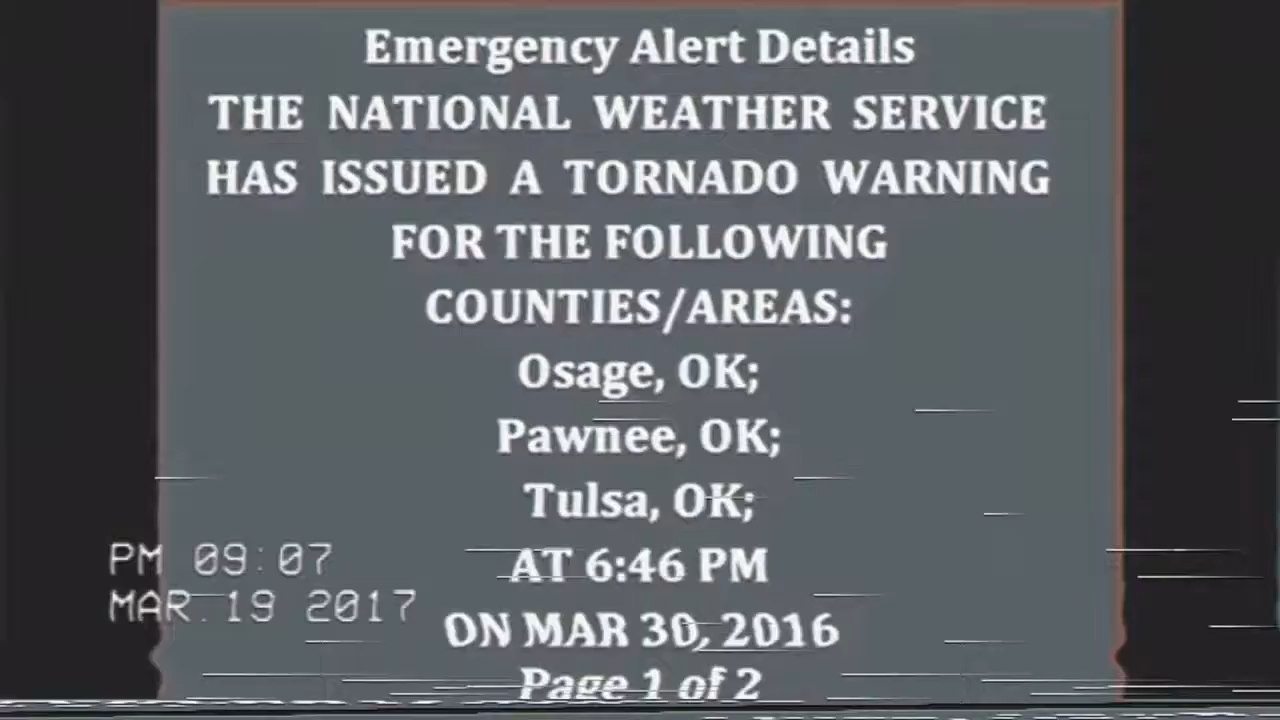 Emergency Alert Details
THE NATIONAL WEATHER SERVICE
HAS ISSUED A TORNADO WARNING
FOR THE FOLLOWING
COUNTIES/AREAS:
Osage, OK;
Pawnee, OK;
Tulsa, OK;
AT 6:46 PM
ON MAR 30, 2016
Page 1 of 2
PM 09:07
MAR.19 2017